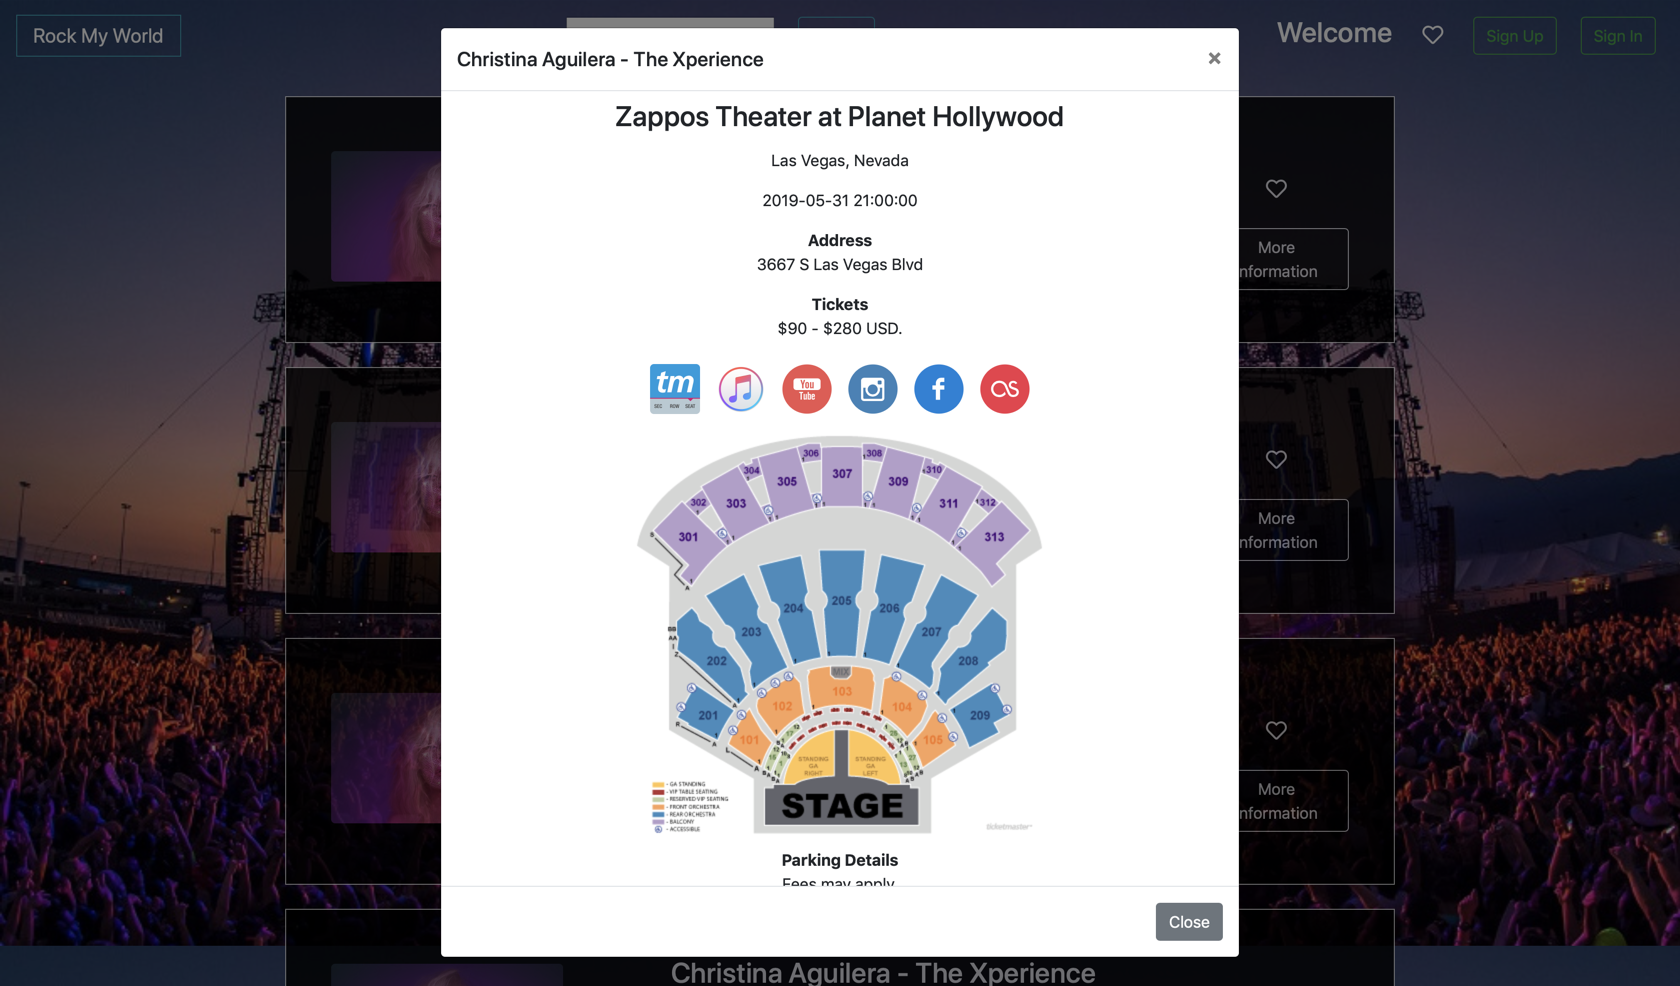 Rock My World
Welcome
Sign Up
Sign In
Christina Aguilera - The Xperience
×
Zappos Theater at Planet Hollywood
Las Vegas, Nevada
2019-05-31 21:00:00
Address
3667 S Las Vegas Blvd
Tickets
$90 - $280 USD.
tm
SEC ROW SEAT
You
Tube
f
306
308
304
307
310
305
309
302
303
311
312
301
313
205
204
206
203
207
202
208
MIX
103
102
104
201
209
101
105
STANDING
GA
RIGHT
STANDING
GA
LEFT
STAGE
- GA STANDING
- VIP TABLE SEATING
- RESERVED VIP SEATING
- FRONT ORCHESTRA
- REAR ORCHESTRA
- BALCONY
- ACCESSIBLE
ticketmaster
Parking Details
Fees may apply
Close
More
nformation
More
nformation
More
nformation
Christina Aguilera - The Xperience